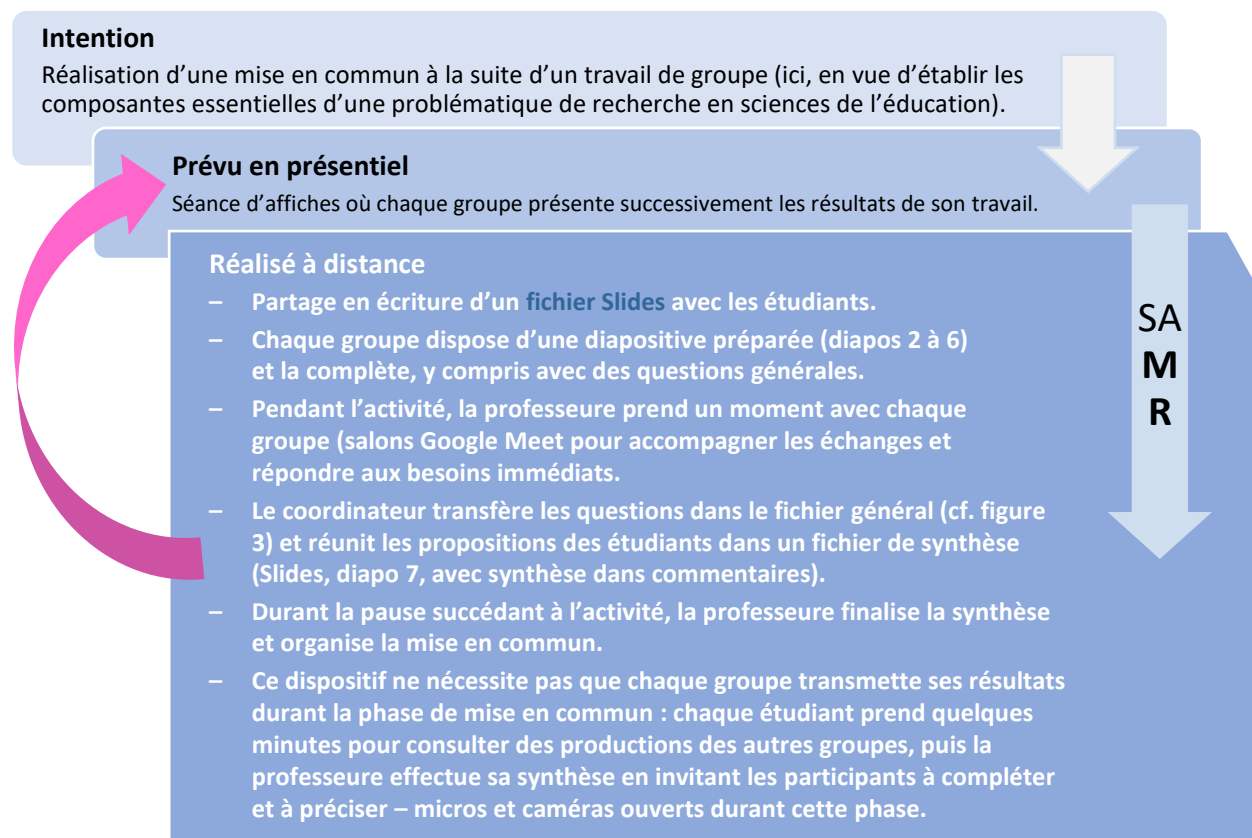 Intention
Réalisation d’une mise en commun à la suite d’un travail de groupe (ici, en vue d’établir les
composantes essentielles d’une problématique de recherche en sciences de l’éducation).
Prévu en présentiel
Séance d’affiches où chaque groupe présente successivement les résultats de son travail.
Réalisé à distance
– Partage en écriture d’un fichier Slides avec les étudiants.
– Chaque groupe dispose d’une diapositive préparée (diapos 2 à 6)
et la complète, y compris avec des questions générales.
– Pendant l’activité, la professeure prend un moment avec chaque
groupe (salons Google Meet pour accompagner les échanges et
répondre aux besoins immédiats.
– Le coordinateur transfère les questions dans le fichier général (cf. figure
3) et réunit les propositions des étudiants dans un fichier de synthèse
(Slides, diapo 7, avec synthèse dans commentaires).
– Durant la pause succédant à l’activité, la professeure finalise la synthèse
et organise la mise en commun.
– Ce dispositif ne nécessite pas que chaque groupe transmette ses résultats
durant la phase de mise en commun : chaque étudiant prend quelques
minutes pour consulter des productions des autres groupes, puis la
professeure effectue sa synthèse en invitant les participants à compléter
et à préciser – micros et caméras ouverts durant cette phase.
SA
M
R